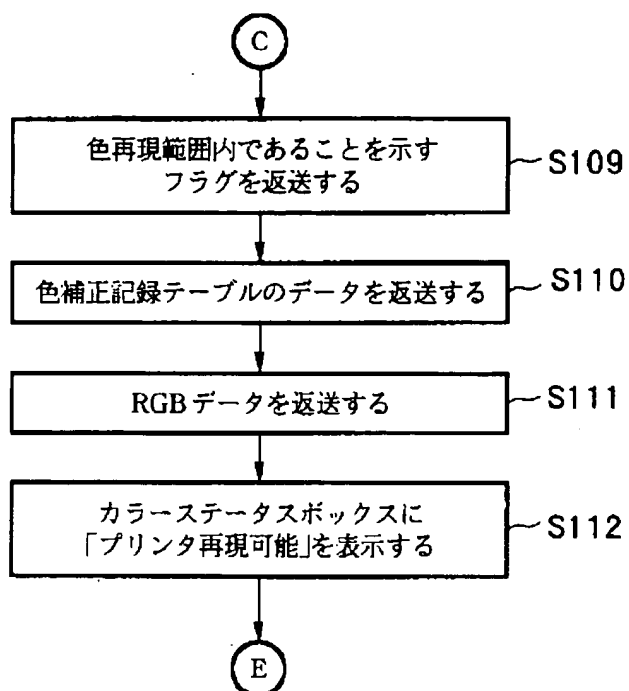 C
色再現範囲内であることを示す
フラグを返送する
S109
色補正記録テーブルのデータを返送する
S110
RGBデータを返送する
S111
カラーステータスボックスに
「プリンタ再現可能」を表示する
S112
E